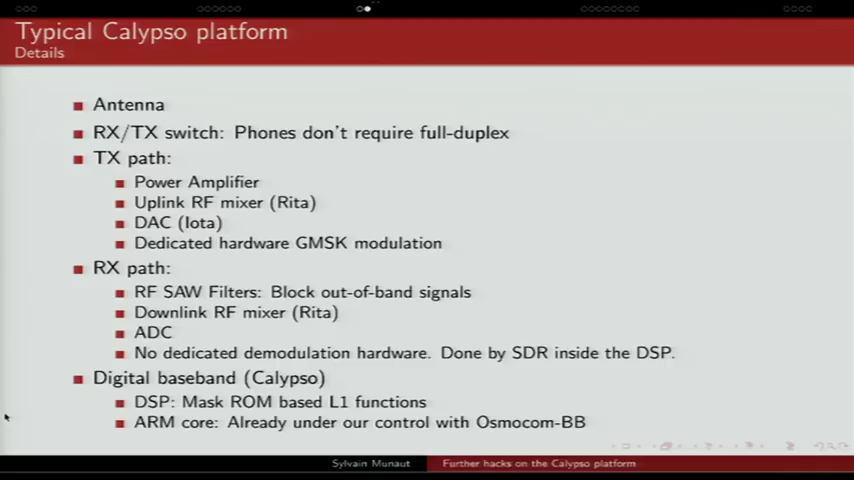 Typical Calypso platform
Details
Antenna
RX/TX switch: Phones don't require full-duplex
TX path:
Power Amplifier
Uplink RF mixer (Rita)
DAC (Iota)
Dedicated hardware GMSK modulation
RX path:
RF SAW Filters: Block out-of-band signals
Downlink RF mixer (Rita)
ADC
No dedicated demodulation hardware. Done by SDR inside the DSP.
Digital baseband (Calypso)
DSP: Mask ROM based L1 functions
ARM core: Already under our control with Osmocom-BB
Sylvain Munaut
Further hacks on the Calypso platform